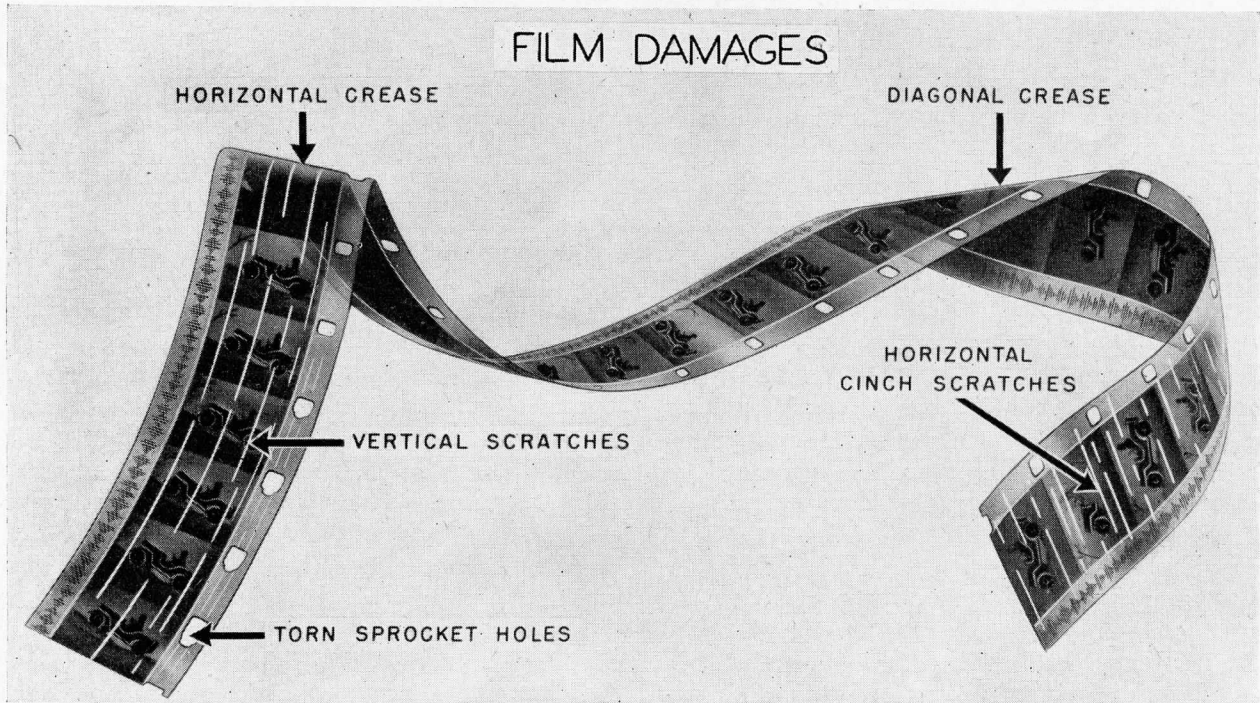 FILM DAMAGES
HORIZONTAL CREASE
DIAGONAL CREASE
HORIZONTAL
CINCH SCRATCHES
VERTICAL SCRATCHES
TORN SPROCKET HOLES